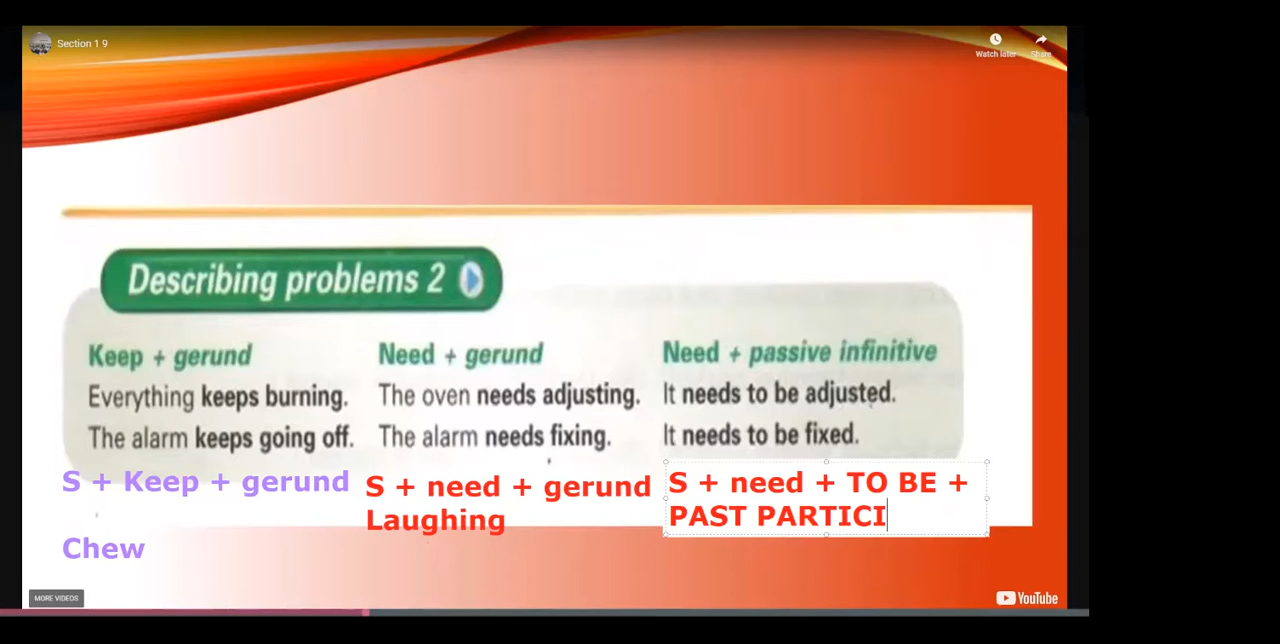 Section 1 9
Watch later
Share
Describing problems 2
Keep + gerund
Everything keeps burning.
The alarm keeps going off.
Need + gerund
The oven needs adjusting.
The alarm needs fixing.
Need + passive infinitive
It needs to be adjusted.
It needs to be fixed.
S + Keep + gerund
Chew
S + need + gerund
Laughing
S + need + TO BE +
PAST PARTICI
MORE VIDEOS
YouTube